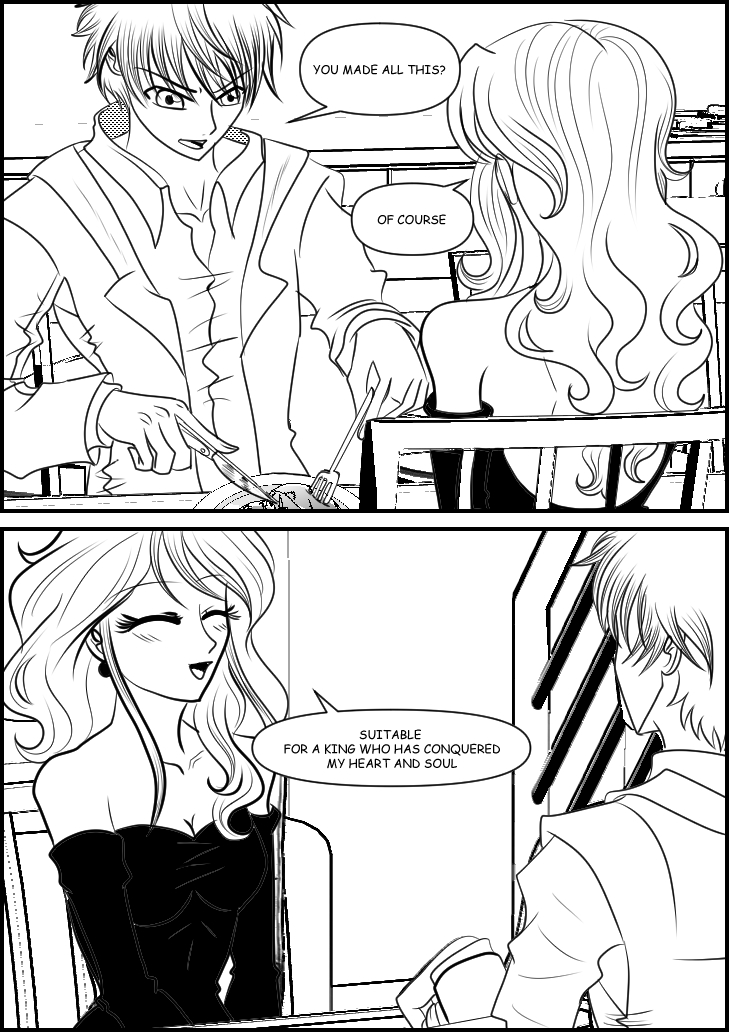 YOU MADE ALL THIS?
OF COURSE
SUITABLE
FOR A KING WHO HAS CONQUERED
MY HEART AND SOUL